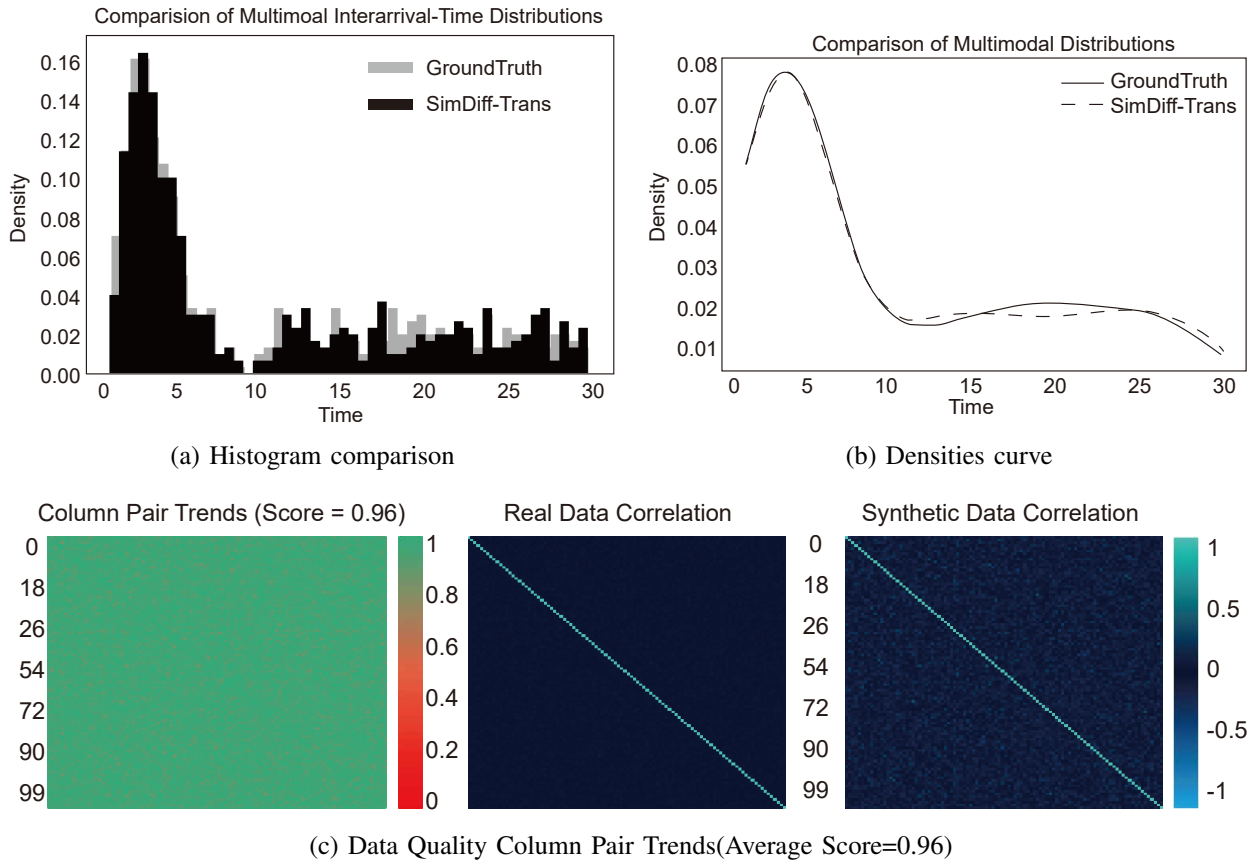 Comparision of Multimoal Interarrival-Time Distributions
GroundTruth
SimDiff-Trans
Density
0.16
0.14
0.12
0.10
0.08
0.06
0.04
0.02
0.00
0 5 10 15 20 25 30
Time
(a) Histogram comparison
Comparison of Multimodal Distributions
GroundTruth
SimDiff-Trans
Density
0.08
0.07
0.06
0.05
0.04
0.03
0.02
0.01
0 5 10 15 20 25 30
Time
(b) Densities curve
Column Pair Trends (Score = 0.96)
0
18
26
54
72
90
99
1
0.8
0.6
0.4
0.2
0
Real Data Correlation
Synthetic Data Correlation
0
18
26
54
72
90
99
1
0.5
0
-0.5
-1
(c) Data Quality Column Pair Trends(Average Score=0.96)